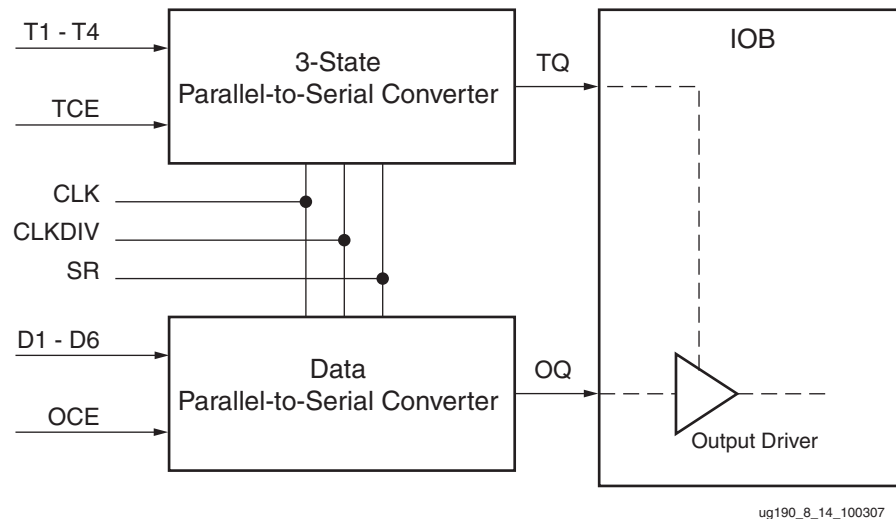 T1 - T4
TCE
3-State
Parallel-to-Serial Converter
TQ
IOB
CLK
CLKDIV
SR
D1 - D6
OCE
Data
Parallel-to-Serial Converter
OQ
Output Driver
ug190_8_14_100307